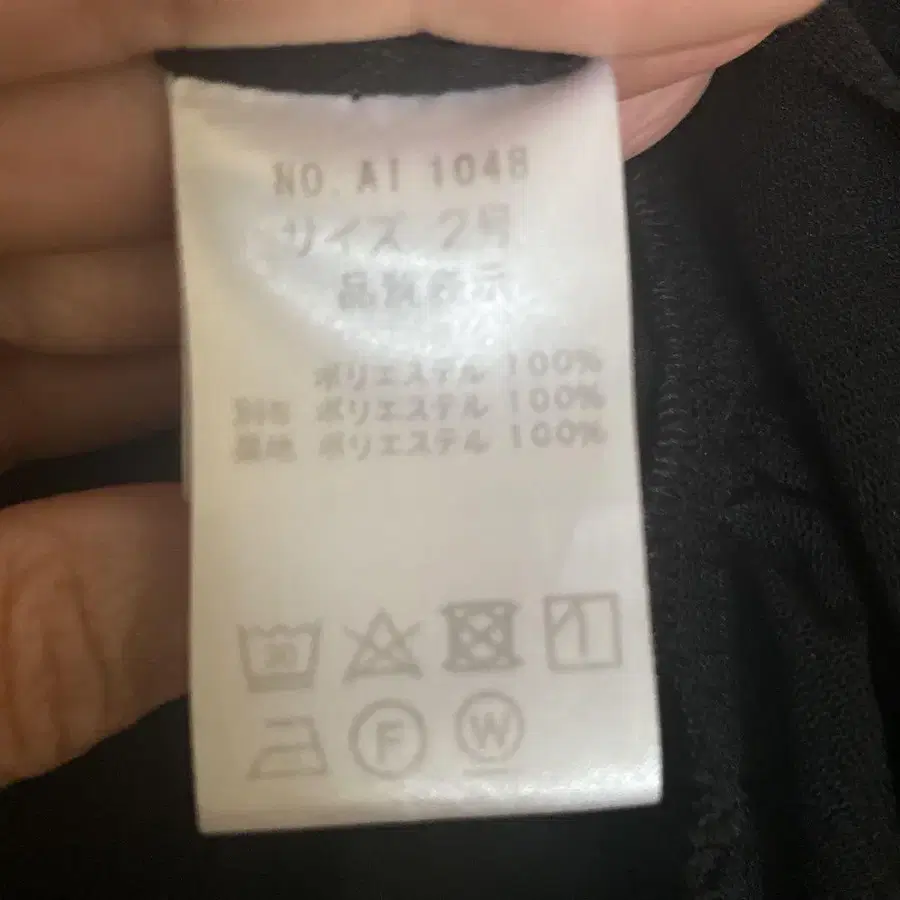 NO. AI 1048
サイズ 2号
品質表示
ポリエステル 100%
別布 ポリエステル 100%
裏地 ポリエステル 100%
30
F
W